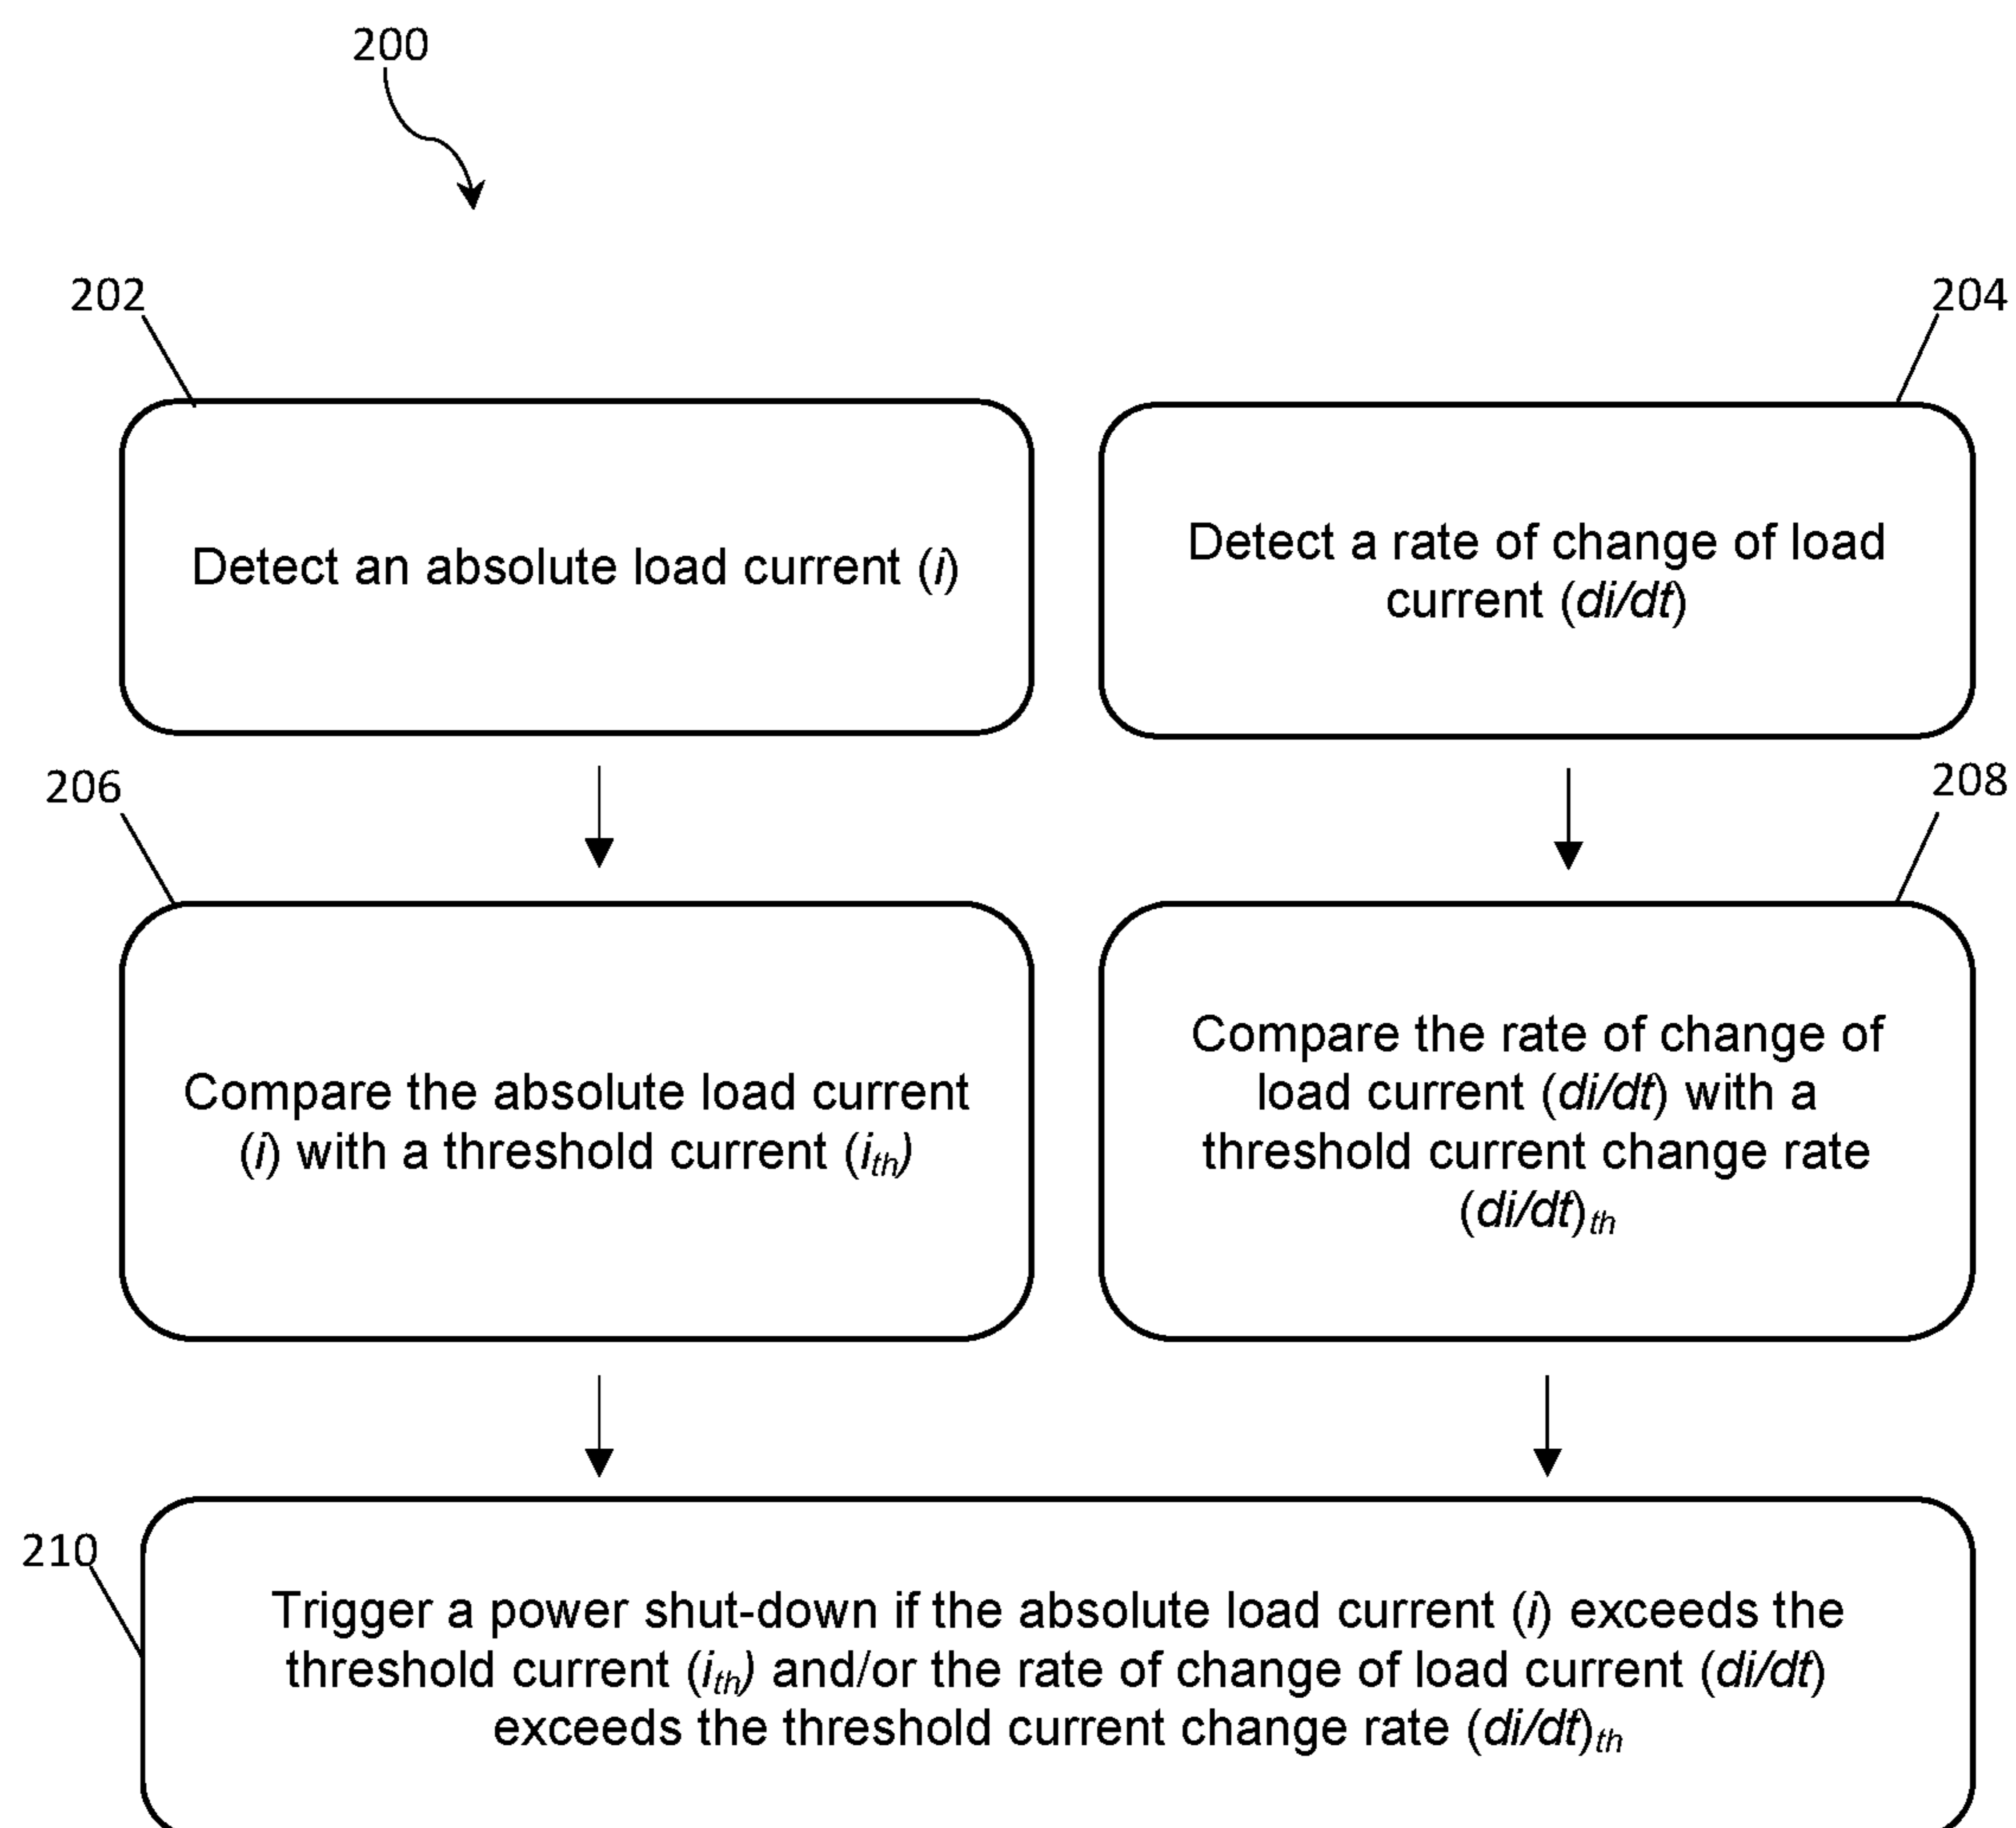 200
202
204
Detect an absolute load current (i)
Detect a rate of change of load
current (di/dt)
206
208
Compare the absolute load current
(i) with a threshold current (ith)
Compare the rate of change of
load current (di/dt) with a
threshold current change rate
(di/dt)th
210
Trigger a power shut-down if the absolute load current (i) exceeds the
threshold current (ith) and/or the rate of change of load current (di/dt)
exceeds the threshold current change rate (di/dt)th